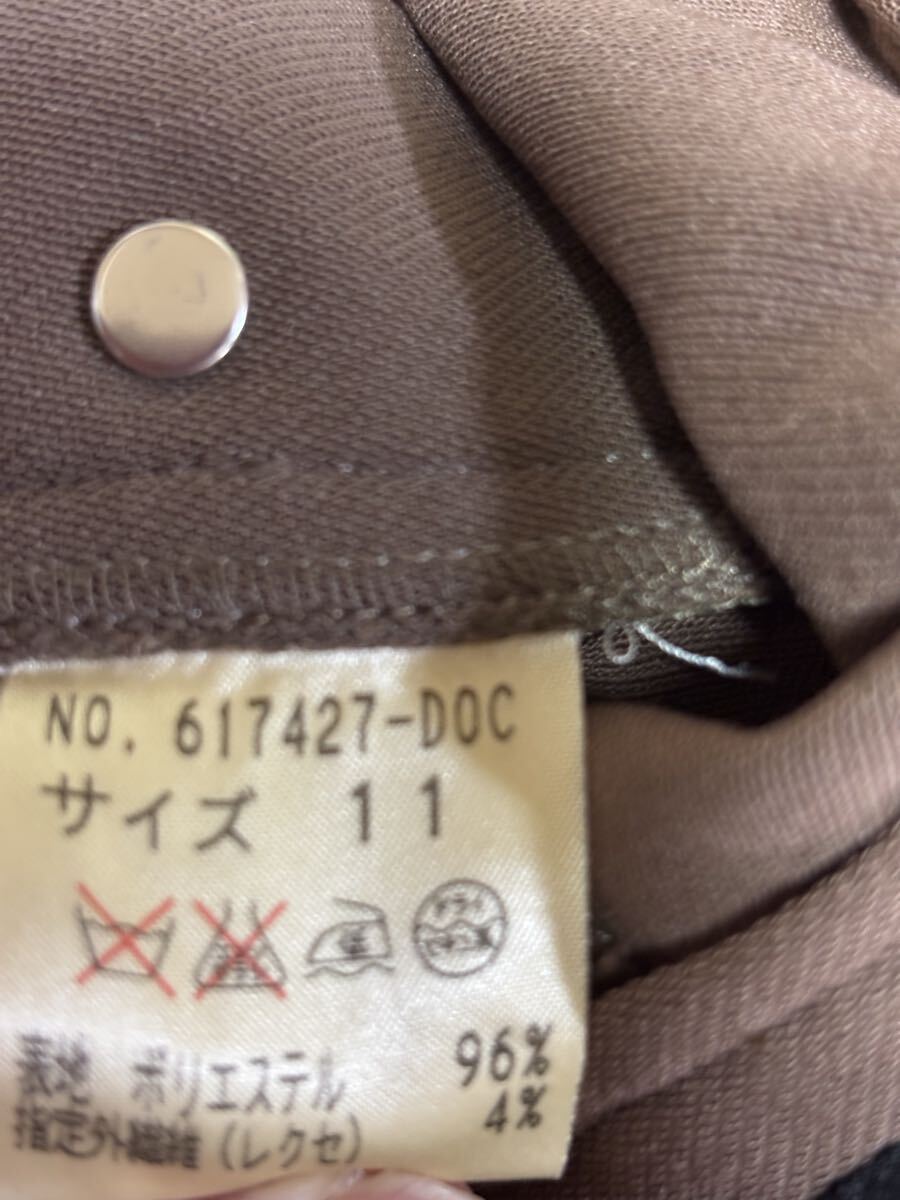 NO. 617427-DOC
サイズ 11
表地 ポリエステル 96%
指定外繊維(レクセ) 4%